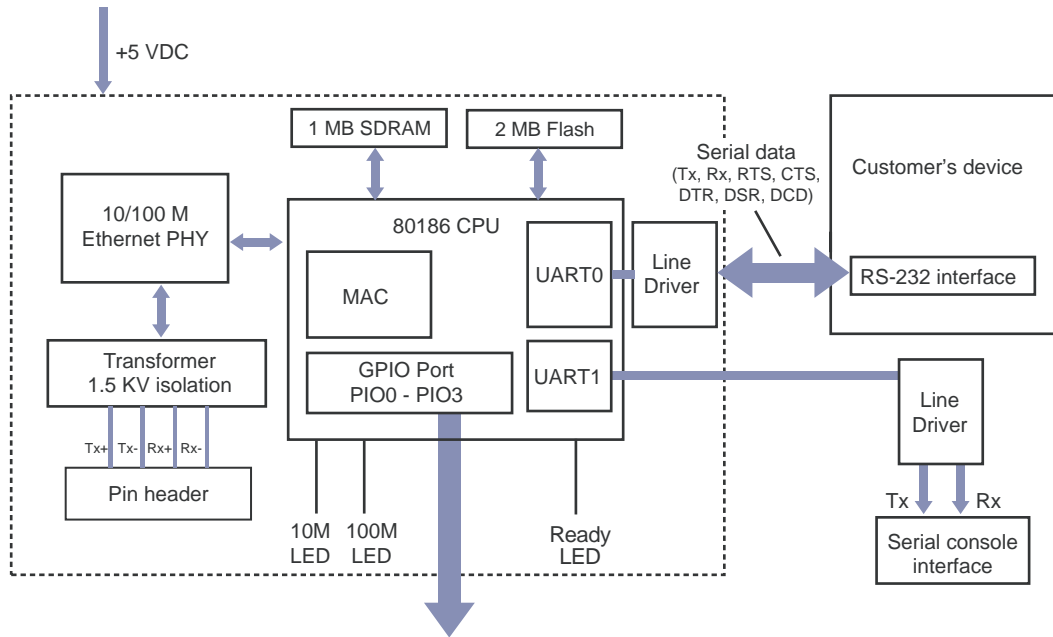 +5 VDC
1 MB SDRAM
2 MB Flash
Serial data
(Tx, Rx, RTS, CTS,
DTR, DSR, DCD)
Customer's device
RS-232 interface
10/100 M
Ethernet PHY
80186 CPU
MAC
UART0
Line
Driver
GPIO Port
PIO0 - PIO3
UART1
Transformer
1.5 KV isolation
Tx+
Tx-
Rx+
Rx-
Pin header
10M
LED
100M
LED
Ready
LED
Line
Driver
Tx
Rx
Serial console
interface